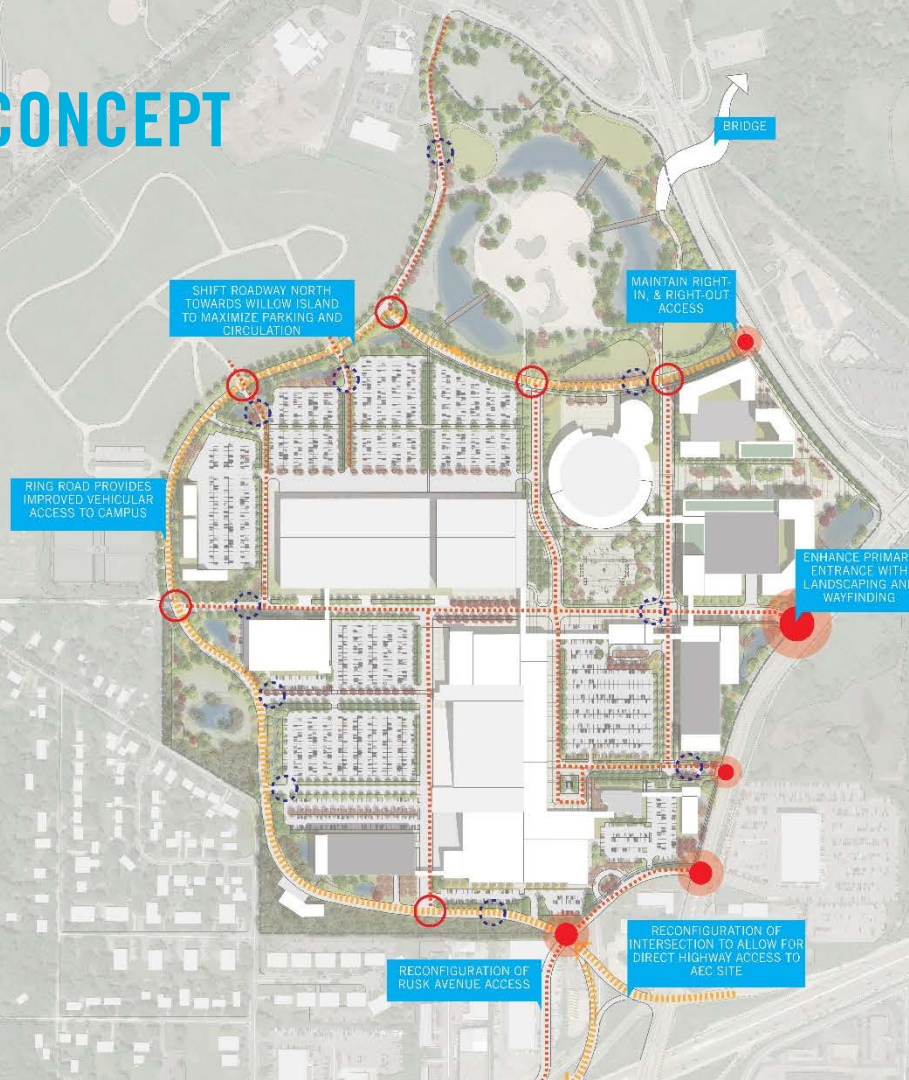 CONCEPT
BRIDGE
SHIFT ROADWAY NORTH
TOWARDS WILLOW ISLAND
TO MAXIMIZE PARKING AND
CIRCULATION
MAINTAIN RIGHT-
IN, & RIGHT-OUT
ACCESS
RING ROAD PROVIDES
IMPROVED VEHICULAR
ACCESS TO CAMPUS
ENHANCE PRIMAR
ENTRANCE WITH
LANDSCAPING AN
WAYFINDING
RECONFIGURATION OF
RUSK AVENUE ACCESS
RECONFIGURATION OF
INTERSECTION TO ALLOW FOR
DIRECT HIGHWAY ACCESS TO
AEC SITE